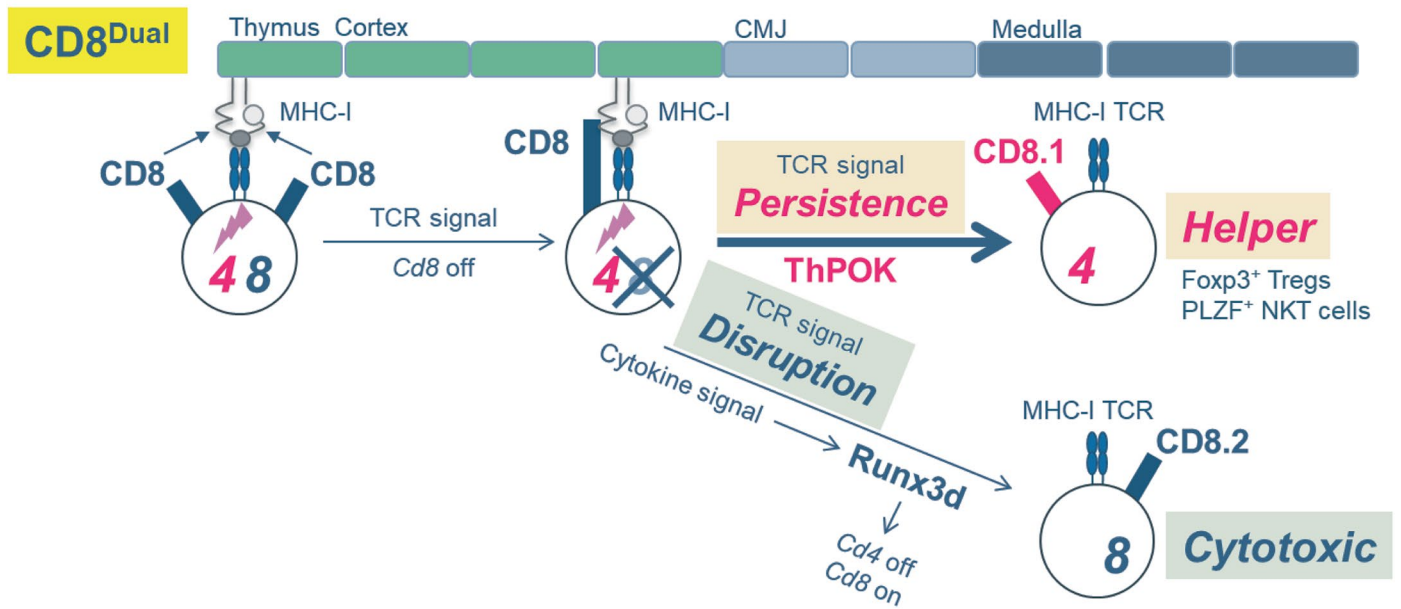 CD8Dual
Thymus Cortex
CMJ
Medulla
MHC-I
CD8
CD8
4 8
TCR signal
Cd8 off
MHC-I
CD8
4 8
TCR signal
Persistence
ThPOK
TCR signal
Disruption
Cytokine signal
Runx3d
Cd4 off
Cd8 on
MHC-I TCR
CD8.1
4
Helper
Foxp3+ Tregs
PLZF+ NKT cells
MHC-I TCR
CD8.2
8
Cytotoxic